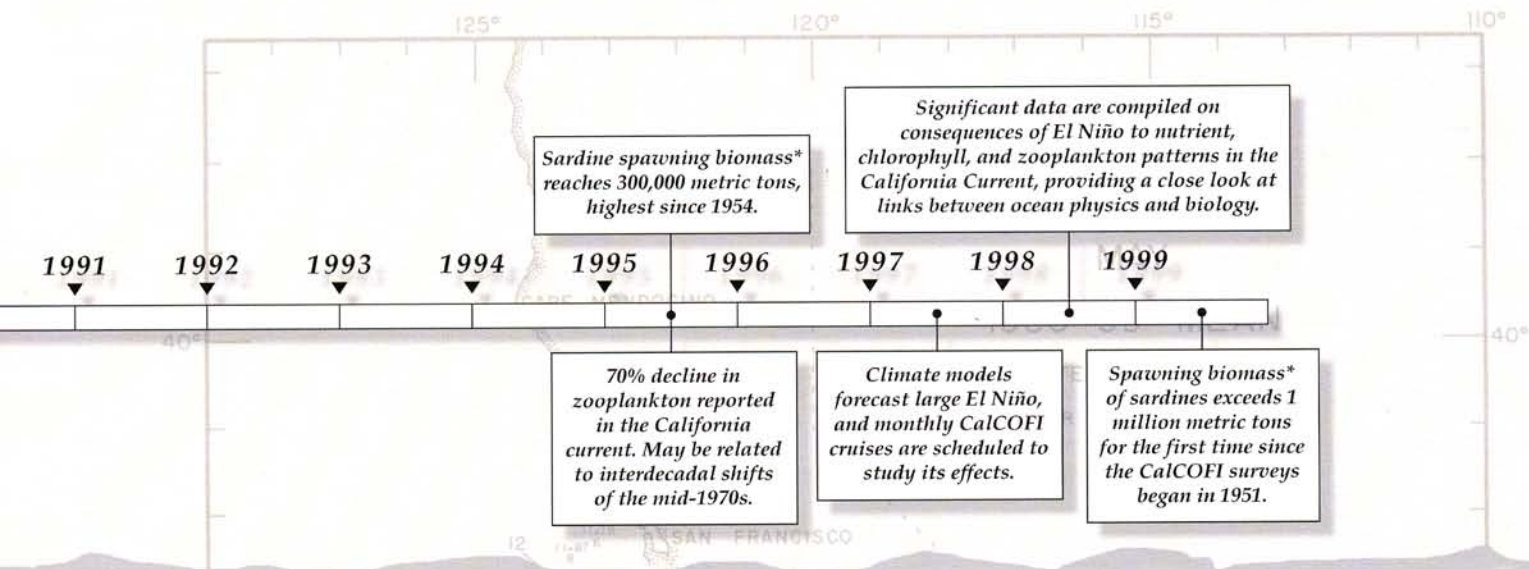 125°
120°
115°
110°
Sardine spawning biomass*
reaches 300,000 metric tons,
highest since 1954.
Significant data are compiled on
consequences of El Niño to nutrient,
chlorophyll, and zooplankton patterns in the
California Current, providing a close look at
links between ocean physics and biology.
MAY
1991
1992
1993
1994
1995
1996
1997
1998
1999
CAPE MENDOCINO
MEAN
40°
40°
70% decline in
zooplankton reported
in the California
current. May be related
to interdecadal shifts
of the mid-1970s.
Climate models
forecast large El Niño,
and monthly CalCOFI
cruises are scheduled to
study its effects.
Spawning biomass*
of sardines exceeds 1
million metric tons
for the first time since
the CalCOFI surveys
began in 1951.
SAN FRANCISCO
12